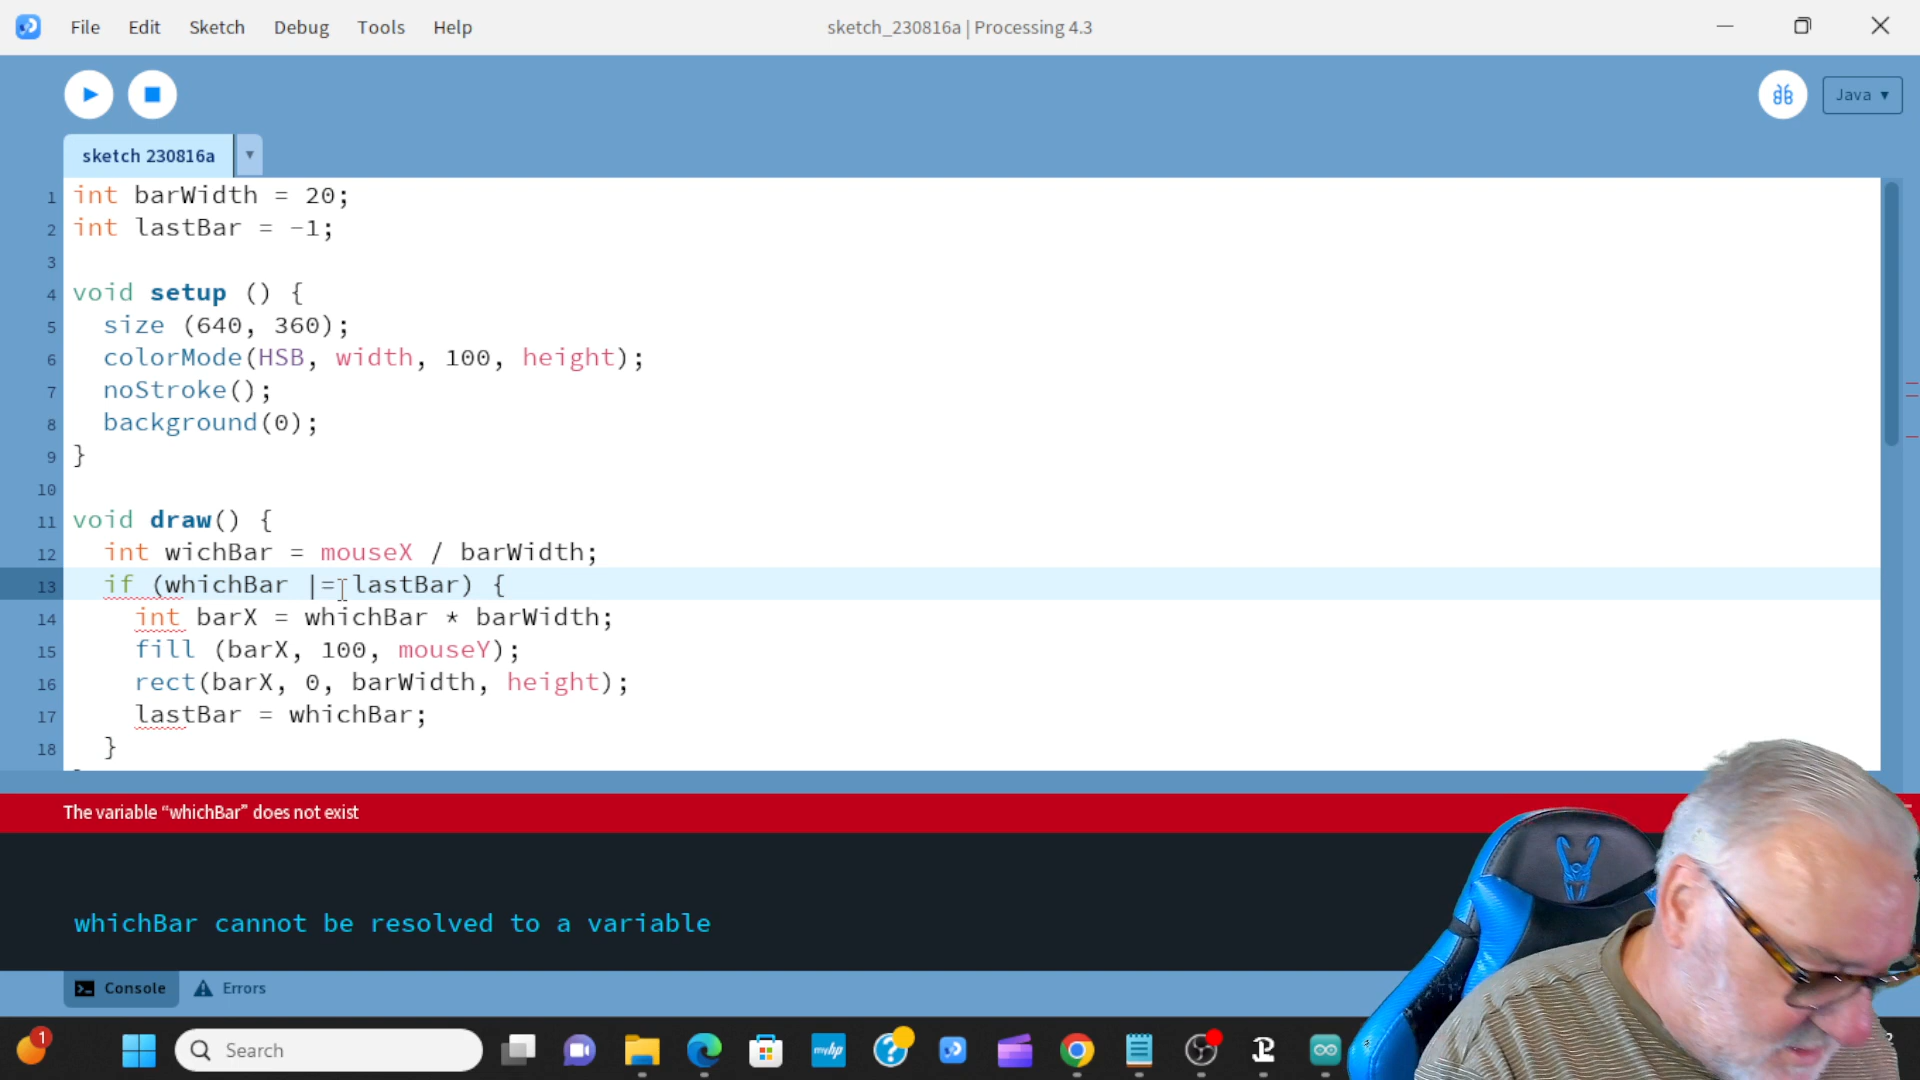 File Edit Sketch Debug Tools Help sketch_230816a | Processing 4.3
Java
sketch 230816a
1 int barWidth = 20;
2 int lastBar = -1;
3
4 void setup () {
5 size (640, 360);
6 colorMode(HSB, width, 100, height);
7 noStroke();
8 background(0);
9 }
10
11 void draw() {
12 int wichBar = mouseX / barWidth;
13 if (whichBar |= lastBar) {
14 int barX = whichBar * barWidth;
15 fill (barX, 100, mouseY);
16 rect(barX, 0, barWidth, height);
17 lastBar = whichBar;
18 }
The variable “whichBar” does not exist
whichBar cannot be resolved to a variable
Console Errors
1 Search myhp